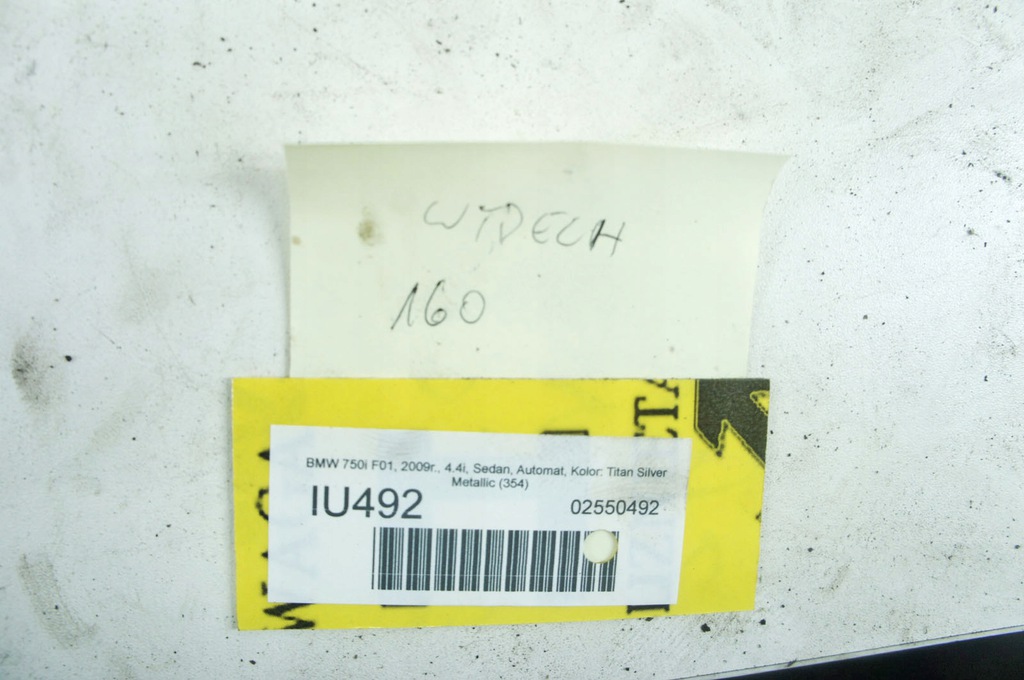 WYDECH
160
BMW 750i F01, 2009r., 4.4i, Sedan, Automat, Kolor: Titan Silver
Metallic (354)
IU492
02550492